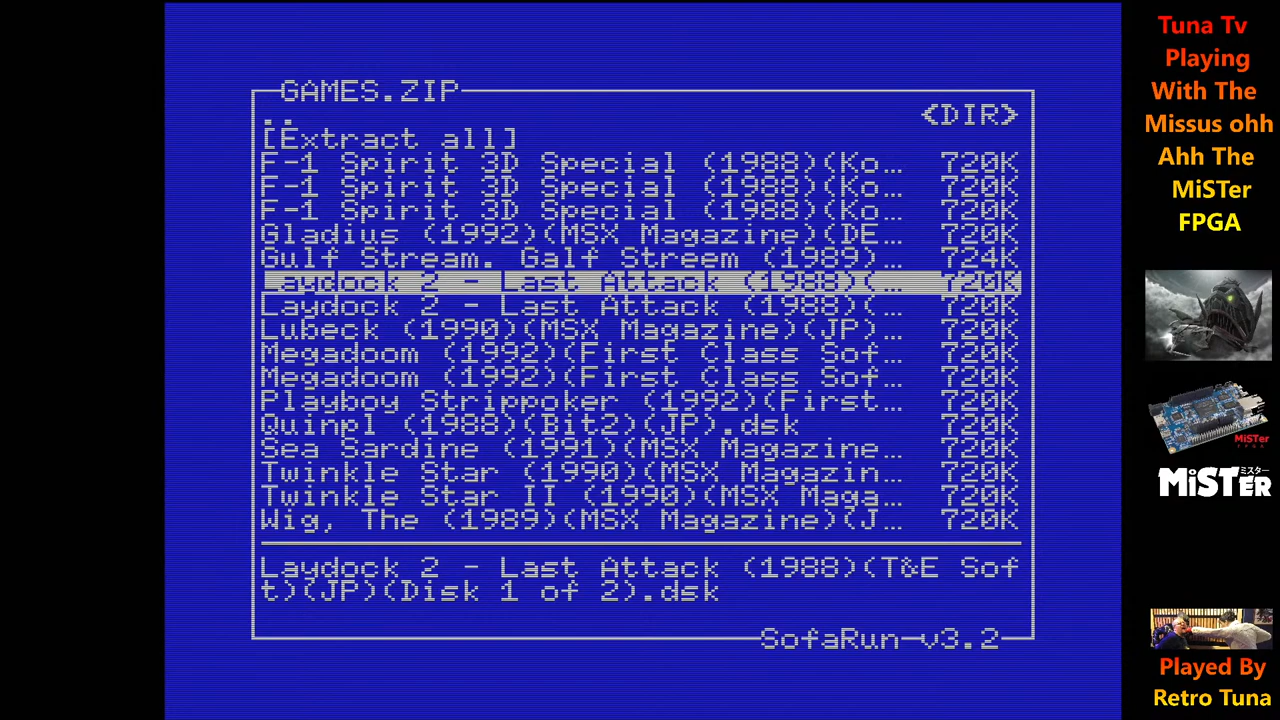 GAMES.ZIP
.. <DIR>
[Extract all]
F-1 Spirit 3D Special (1988)(Ko… 720K
F-1 Spirit 3D Special (1988)(Ko… 720K
F-1 Spirit 3D Special (1988)(Ko… 720K
Gladius (1992)(MSX Magazine)(DE… 720K
Gulf Stream. Galf Streem (1989)… 724K
Laydock 2 - Last Attack (1988)(… 720K
Laydock 2 - Last Attack (1988)(… 720K
Lubeck (1990)(MSX Magazine)(JP)… 720K
Megadoom (1992)(First Class Sof… 720K
Megadoom (1992)(First Class Sof… 720K
Playboy Strippoker (1992)(First… 720K
Quinpl (1988)(Bit2)(JP).dsk 720K
Sea Sardine (1991)(MSX Magazine… 720K
Twinkle Star (1990)(MSX Magazin… 720K
Twinkle Star II (1990)(MSX Maga… 720K
Wig, The (1989)(MSX Magazine)(J… 720K
Laydock 2 - Last Attack (1988)(T&E Sof
t)(JP)(Disk 1 of 2).dsk
SofaRun v3.2
Tuna Tv
Playing
With The
Missus ohh
Ahh The
MiSTer
FPGA
MiSTer
FPGA
MiSTer ミスター
Played By
Retro Tuna